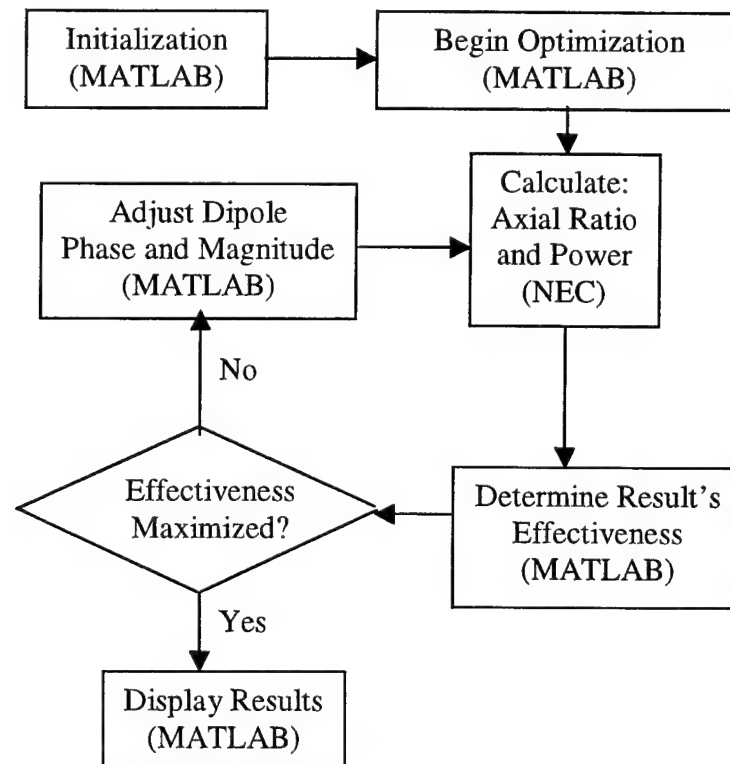 Initialization
(MATLAB)
Begin Optimization
(MATLAB)
Adjust Dipole
Phase and Magnitude
(MATLAB)
Calculate:
Axial Ratio
and Power
(NEC)
No
Effectiveness
Maximized?
Determine Result's
Effectiveness
(MATLAB)
Yes
Display Results
(MATLAB)